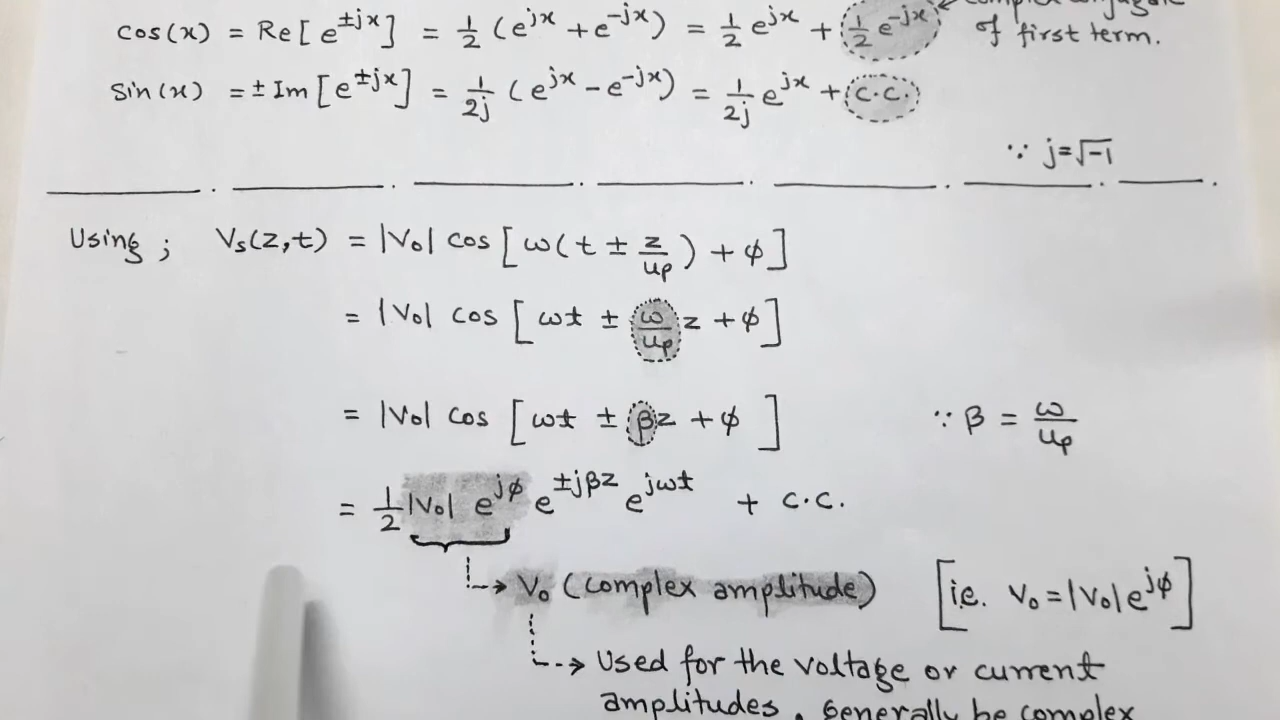 cos(x) = Re[e^{±jx}] = 1/2 (e^{jx} + e^{-jx}) = 1/2 e^{jx} + 1/2 e^{-jx}
of first term.
Sin(x) = ± Im[e^{±jx}] = 1/2j (e^{jx} - e^{-jx}) = 1/2j e^{jx} + c.c.
∵ j=√-1
Using; Vs(z,t) = |Vo| cos[ω(t ± z/up) + φ]
= |Vo| cos[ωt ± ω/up z + φ]
= |Vo| cos[ωt ± βz + φ] ∵ β = ω/up
= 1/2 |Vo| e^{jφ} e^{±jβz} e^{jωt} + c.c.
Vo (complex amplitude) [i.e. Vo = |Vo| e^{jφ}]
Used for the voltage or current
amplitudes, generally be complex